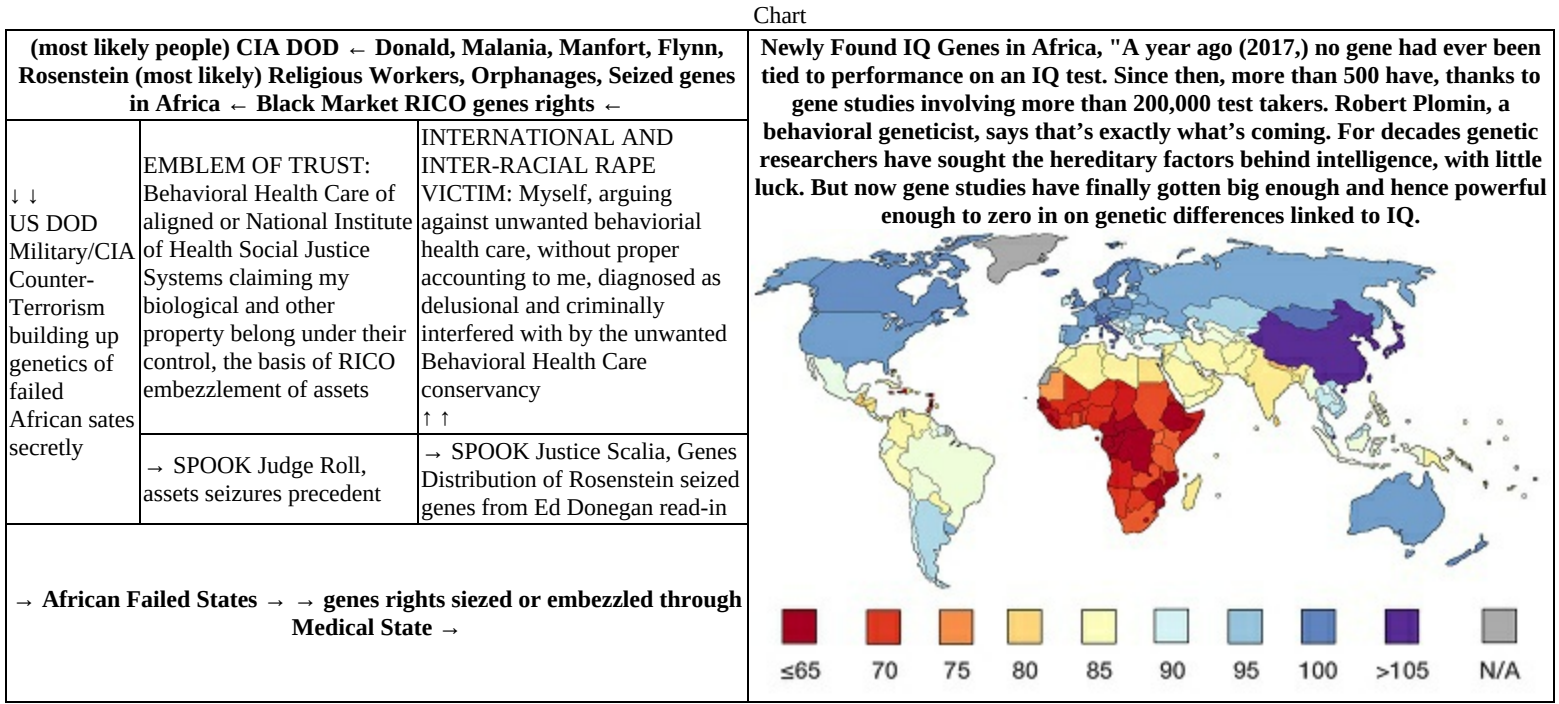 Chart
(most likely people) CIA DOD ← Donald, Malania, Manfort, Flynn,
Rosenstein (most likely) Religious Workers, Orphanages, Seized genes
in Africa ← Black Market RICO genes rights ←
↓ ↓
US DOD
Military/CIA
Counter-
Terrorism
building up
genetics of
failed
African sates
secretly
EMBLEM OF TRUST:
Behavioral Health Care of
aligned or National Institute
of Health Social Justice
Systems claiming my
biological and other
property belong under their
control, the basis of RICO
embezzlement of assets
INTERNATIONAL AND
INTER-RACIAL RAPE
VICTIM: Myself, arguing
against unwanted behaviorial
health care, without proper
accounting to me, diagnosed as
delusional and criminally
interfered with by the unwanted
Behavioral Health Care
conservancy
↑ ↑
→ SPOOK Judge Roll,
assets seizures precedent
→ SPOOK Justice Scalia, Genes
Distribution of Rosenstein seized
genes from Ed Donegan read-in
→ African Failed States → → genes rights siezed or embezzled through
Medical State →
Newly Found IQ Genes in Africa, "A year ago (2017,) no gene had ever been
tied to performance on an IQ test. Since then, more than 500 have, thanks to
gene studies involving more than 200,000 test takers. Robert Plomin, a
behavioral geneticist, says that’s exactly what’s coming. For decades genetic
researchers have sought the hereditary factors behind intelligence, with little
luck. But now gene studies have finally gotten big enough and hence powerful
enough to zero in on genetic differences linked to IQ.
≤65 70 75 80 85 90 95 100 >105 N/A